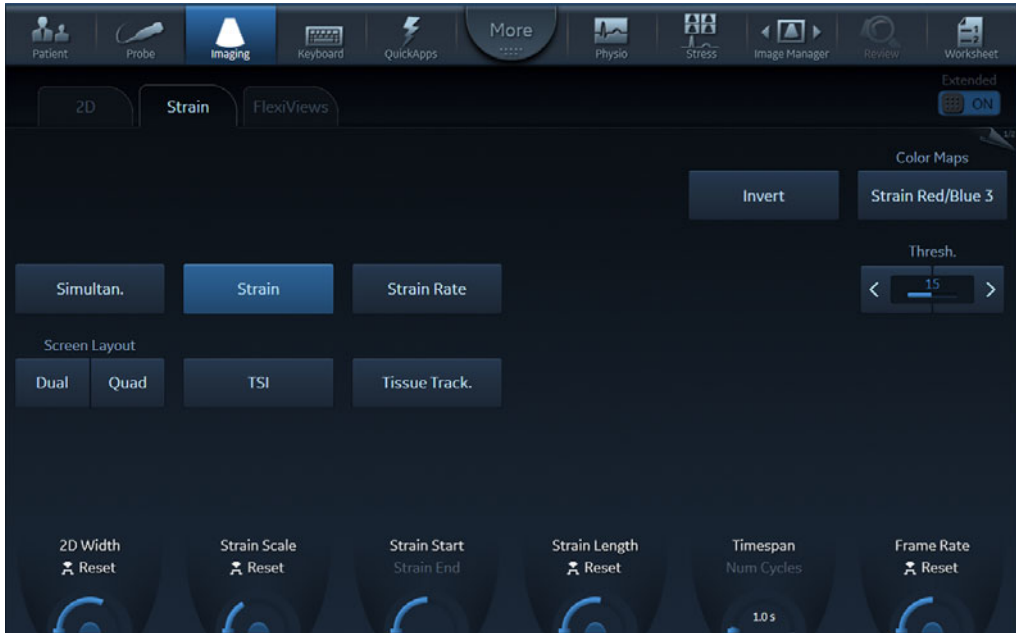 Patient Probe Imaging Keyboard QuickApps More Physio Stress Image Manager Review Worksheet
Extended
ON
2D Strain FlexiViews
1/2
Color Maps
Invert Strain Red/Blue 3
Thresh.
Simultan. Strain Strain Rate < 15 >
Screen Layout
Dual Quad TSI Tissue Track.
2D Width Strain Scale Strain Start Strain Length Timespan Frame Rate
Reset Reset Strain End Reset Num Cycles Reset
1.0 s